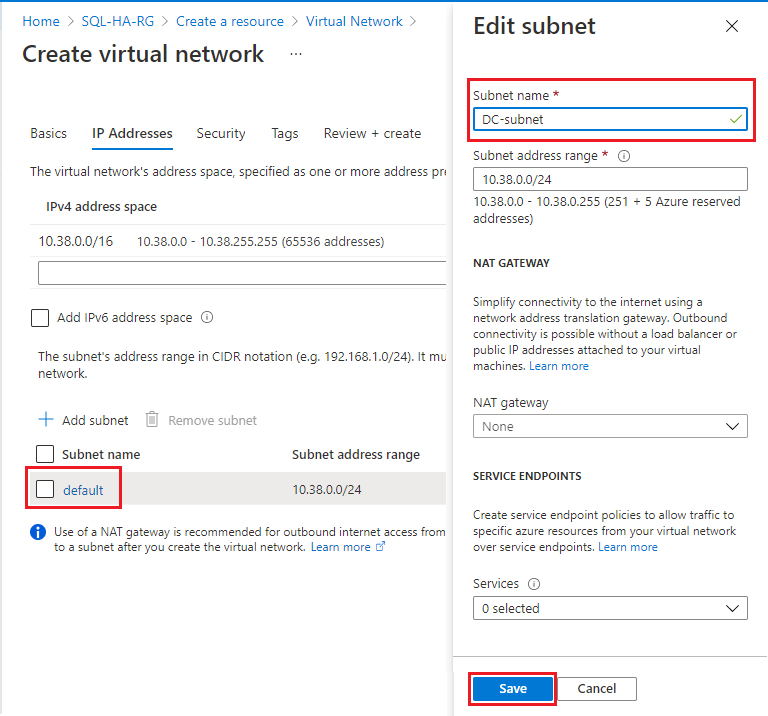 Home > SQL-HA-RG > Create a resource > Virtual Network >
Create virtual network ...
Basics IP Addresses Security Tags Review + create
The virtual network's address space, specified as one or more address pre
IPv4 address space
10.38.0.0/16 10.38.0.0 - 10.38.255.255 (65536 addresses)
Add IPv6 address space
The subnet's address range in CIDR notation (e.g. 192.168.1.0/24). It mu
network.
+ Add subnet Remove subnet
Subnet name Subnet address range
default 10.38.0.0/24
Use of a NAT gateway is recommended for outbound internet access from
to a subnet after you create the virtual network. Learn more
Edit subnet
Subnet name *
DC-subnet
Subnet address range *
10.38.0.0/24
10.38.0.0 - 10.38.0.255 (251 + 5 Azure reserved
addresses)
NAT GATEWAY
Simplify connectivity to the internet using a
network address translation gateway. Outbound
connectivity is possible without a load balancer or
public IP addresses attached to your virtual
machines. Learn more
NAT gateway
None
SERVICE ENDPOINTS
Create service endpoint policies to allow traffic to
specific azure resources from your virtual network
over service endpoints. Learn more
Services
0 selected
Save Cancel